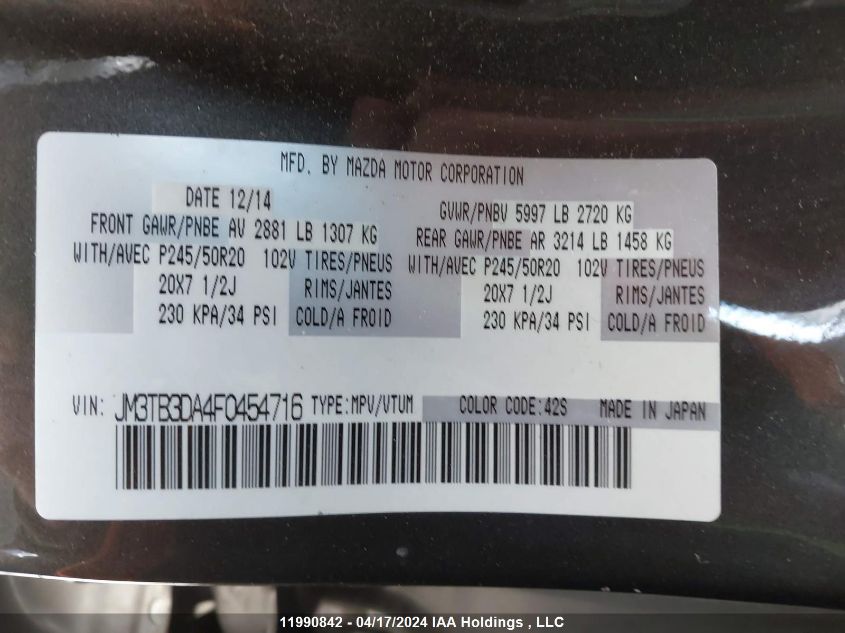 MFD. BY MAZDA MOTOR CORPORATION
DATE 12/14 GVWR/PNBV 5997 LB 2720 KG
FRONT GAWR/PNBE AV 2881 LB 1307 KG REAR GAWR/PNBE AR 3214 LB 1458 KG
WITH/AVEC P245/50R20 102V TIRES/PNEUS WITH/AVEC P245/50R20 102V TIRES/PNEUS
20X7 1/2J RIMS/JANTES 20X7 1/2J RIMS/JANTES
230 KPA/34 PSI COLD/A FROID 230 KPA/34 PSI COLD/A FROID
VIN: JM3TB3DA4F0454716 TYPE:MPV/VTUM COLOR CODE:42S MADE IN JAPAN
11990842 - 04/17/2024 IAA Holdings , LLC